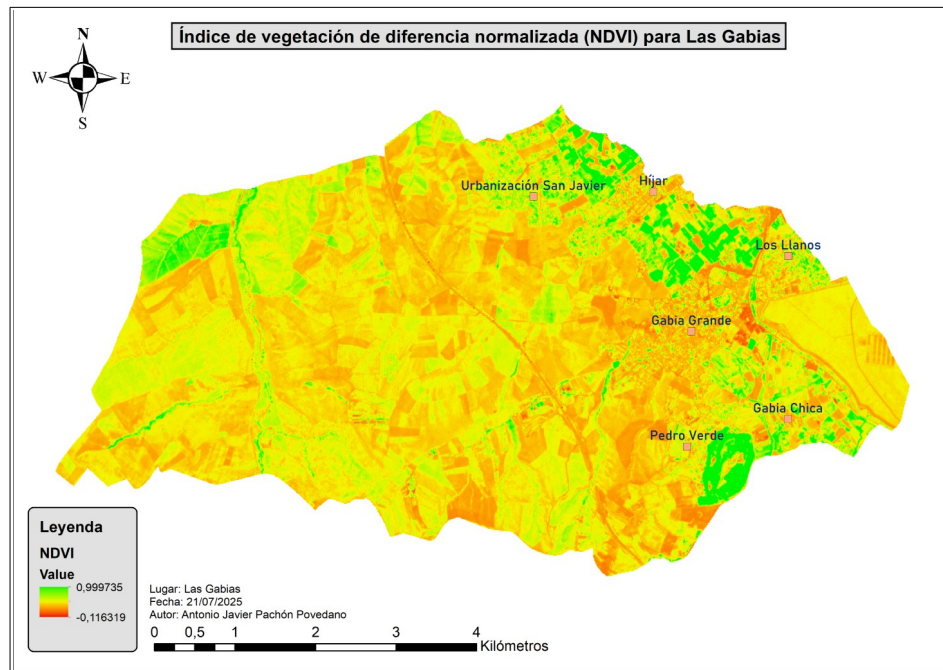 Índice de vegetación de diferencia normalizada (NDVI) para Las Gabias
N
W E
S
Urbanización San Javier
Híjar
Los Llanos
Gabia Grande
Gabia Chica
Pedro Verde
Leyenda
NDVI
Value
0,999735
-0,116319
Lugar: Las Gabias
Fecha: 21/07/2025
Autor: Antonio Javier Pachón Povedano
0 0,5 1 2 3 4
Kilómetros